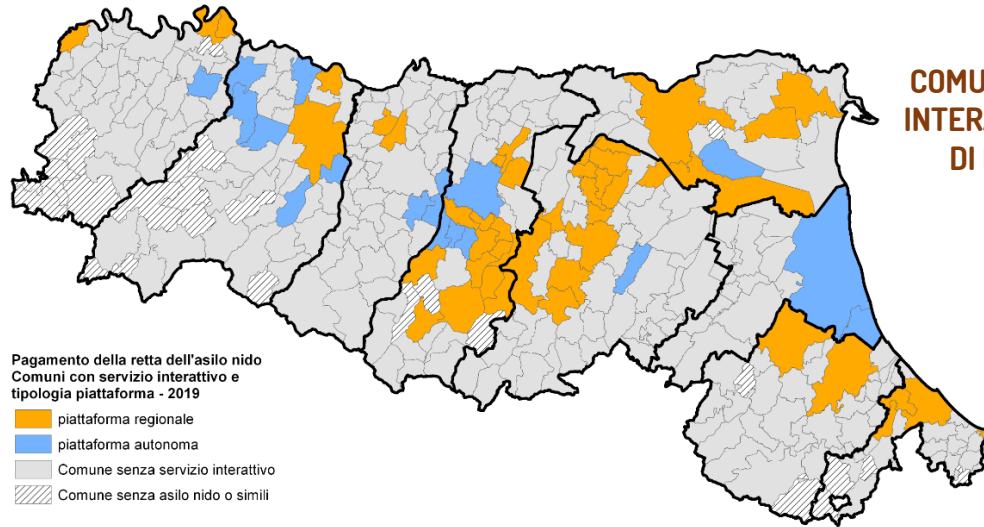 COMU
INTER
DI
Pagamento della retta dell'asilo nido
Comuni con servizio interattivo e
tipologia piattaforma - 2019
piattaforma regionale
piattaforma autonoma
Comune senza servizio interattivo
Comune senza asilo nido o simili